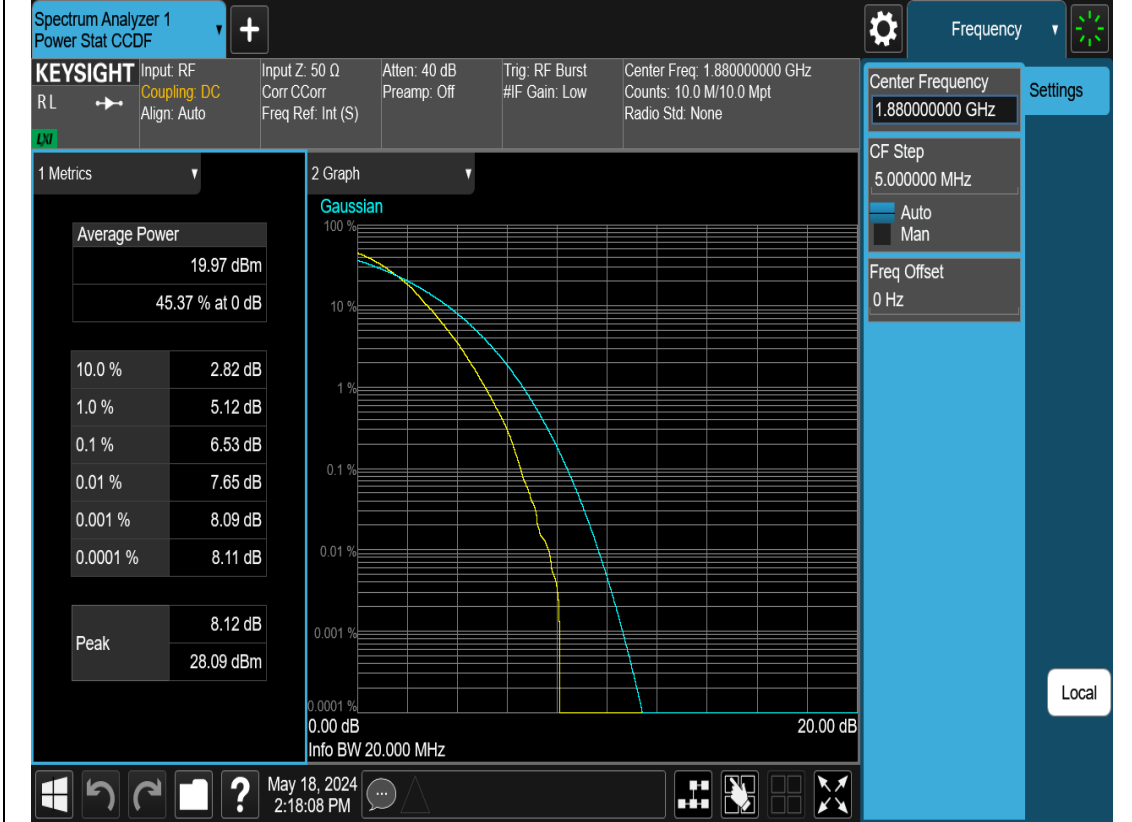 Spectrum Analyzer 1
Power Stat CCDF
Frequency
KEYSIGHT
RL
LXI
Input: RF
Coupling: DC
Align: Auto
Input Z: 50 Ω
Corr CCorr
Freq Ref: Int (S)
Atten: 40 dB
Preamp: Off
Trig: RF Burst
#IF Gain: Low
Center Freq: 1.880000000 GHz
Counts: 10.0 M/10.0 Mpt
Radio Std: None
Center Frequency
1.880000000 GHz
Settings
CF Step
5.000000 MHz
Auto
Man
Freq Offset
0 Hz
Local
1 Metrics
Average Power
19.97 dBm
45.37 % at 0 dB
10.0 % 2.82 dB
1.0 % 5.12 dB
0.1 % 6.53 dB
0.01 % 7.65 dB
0.001 % 8.09 dB
0.0001 % 8.11 dB
Peak
8.12 dB
28.09 dBm
2 Graph
Gaussian
100 %
10 %
1 %
0.1 %
0.01 %
0.001 %
0.0001 %
0.00 dB 20.00 dB
Info BW 20.000 MHz
?
May 18, 2024
2:18:08 PM